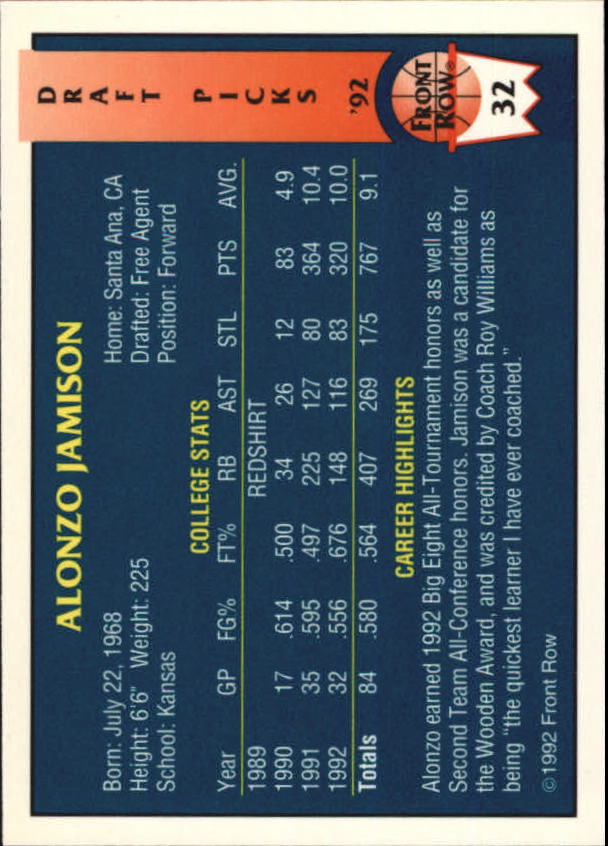 ALONZO JAMISON
Born: July 22, 1968
Height: 6'6" Weight: 225
School: Kansas
Home: Santa Ana, CA
Drafted: Free Agent
Position: Forward
COLLEGE STATS
Year GP FG% FT% RB AST STL PTS AVG.
1989 REDSHIRT
1990 17 .614 .500 34 26 12 83 4.9
1991 35 .595 .497 225 127 80 364 10.4
1992 32 .556 .676 148 116 83 320 10.0
Totals 84 .580 .564 407 269 175 767 9.1
CAREER HIGHLIGHTS
Alonzo earned 1992 Big Eight All-Tournament honors as well as
Second Team All-Conference honors. Jamison was a candidate for
the Wooden Award, and was credited by Coach Roy Williams as
being "the quickest learner I have ever coached."
©1992 Front Row
DRAFT PICKS '92
FRONT
ROW®
32